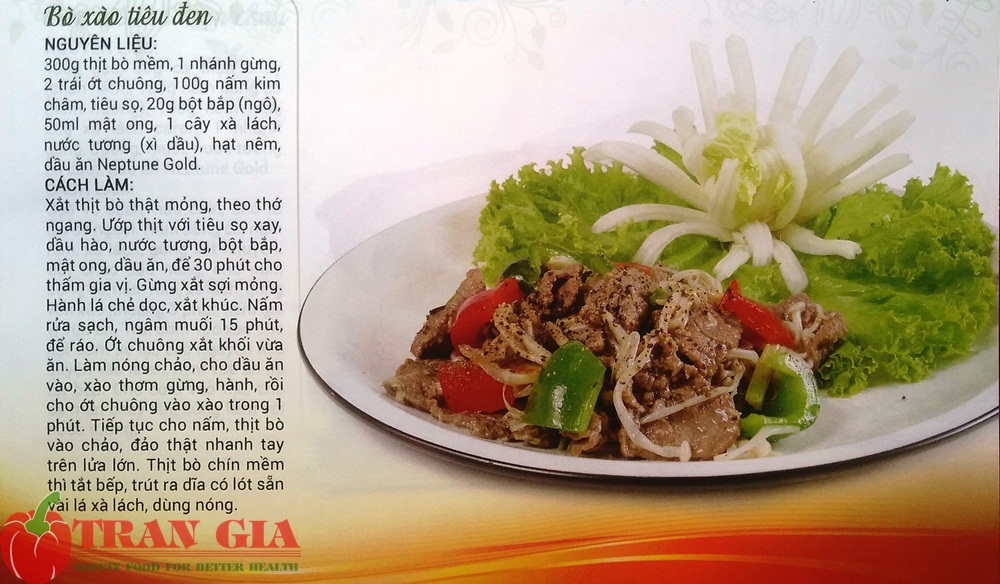 Bò xào tiêu đen
NGUYÊN LIỆU:
300g thịt bò mềm, 1 nhánh gừng,
2 trái ớt chuông, 100g nấm kim
châm, tiêu sọ, 20g bột bắp (ngô),
50ml mật ong, 1 cây xà lách,
nước tương (xì dầu), hạt nêm,
dầu ăn Neptune Gold.
CÁCH LÀM:
Xắt thịt bò thật mỏng, theo thớ
ngang. Ướp thịt với tiêu sọ xay,
dầu hào, nước tương, bột bắp,
mật ong, dầu ăn, để 30 phút cho
thấm gia vị. Gừng xắt sợi mỏng.
Hành lá chẻ dọc, xắt khúc. Nấm
rửa sạch, ngâm muối 15 phút,
để ráo. Ớt chuông xắt khối vừa
ăn. Làm nóng chảo, cho dầu ăn
vào, xào thơm gừng, hành, rồi
cho ớt chuông vào xào trong 1
phút. Tiếp tục cho nấm, thịt bò
vào chảo, đảo thật nhanh tay
trên lửa lớn. Thịt bò chín mềm
thì tắt bếp, trút ra dĩa có lót sẵn
vài lá xà lách, dùng nóng.
TRAN GIA
FOOD FOR BETTER HEALTH